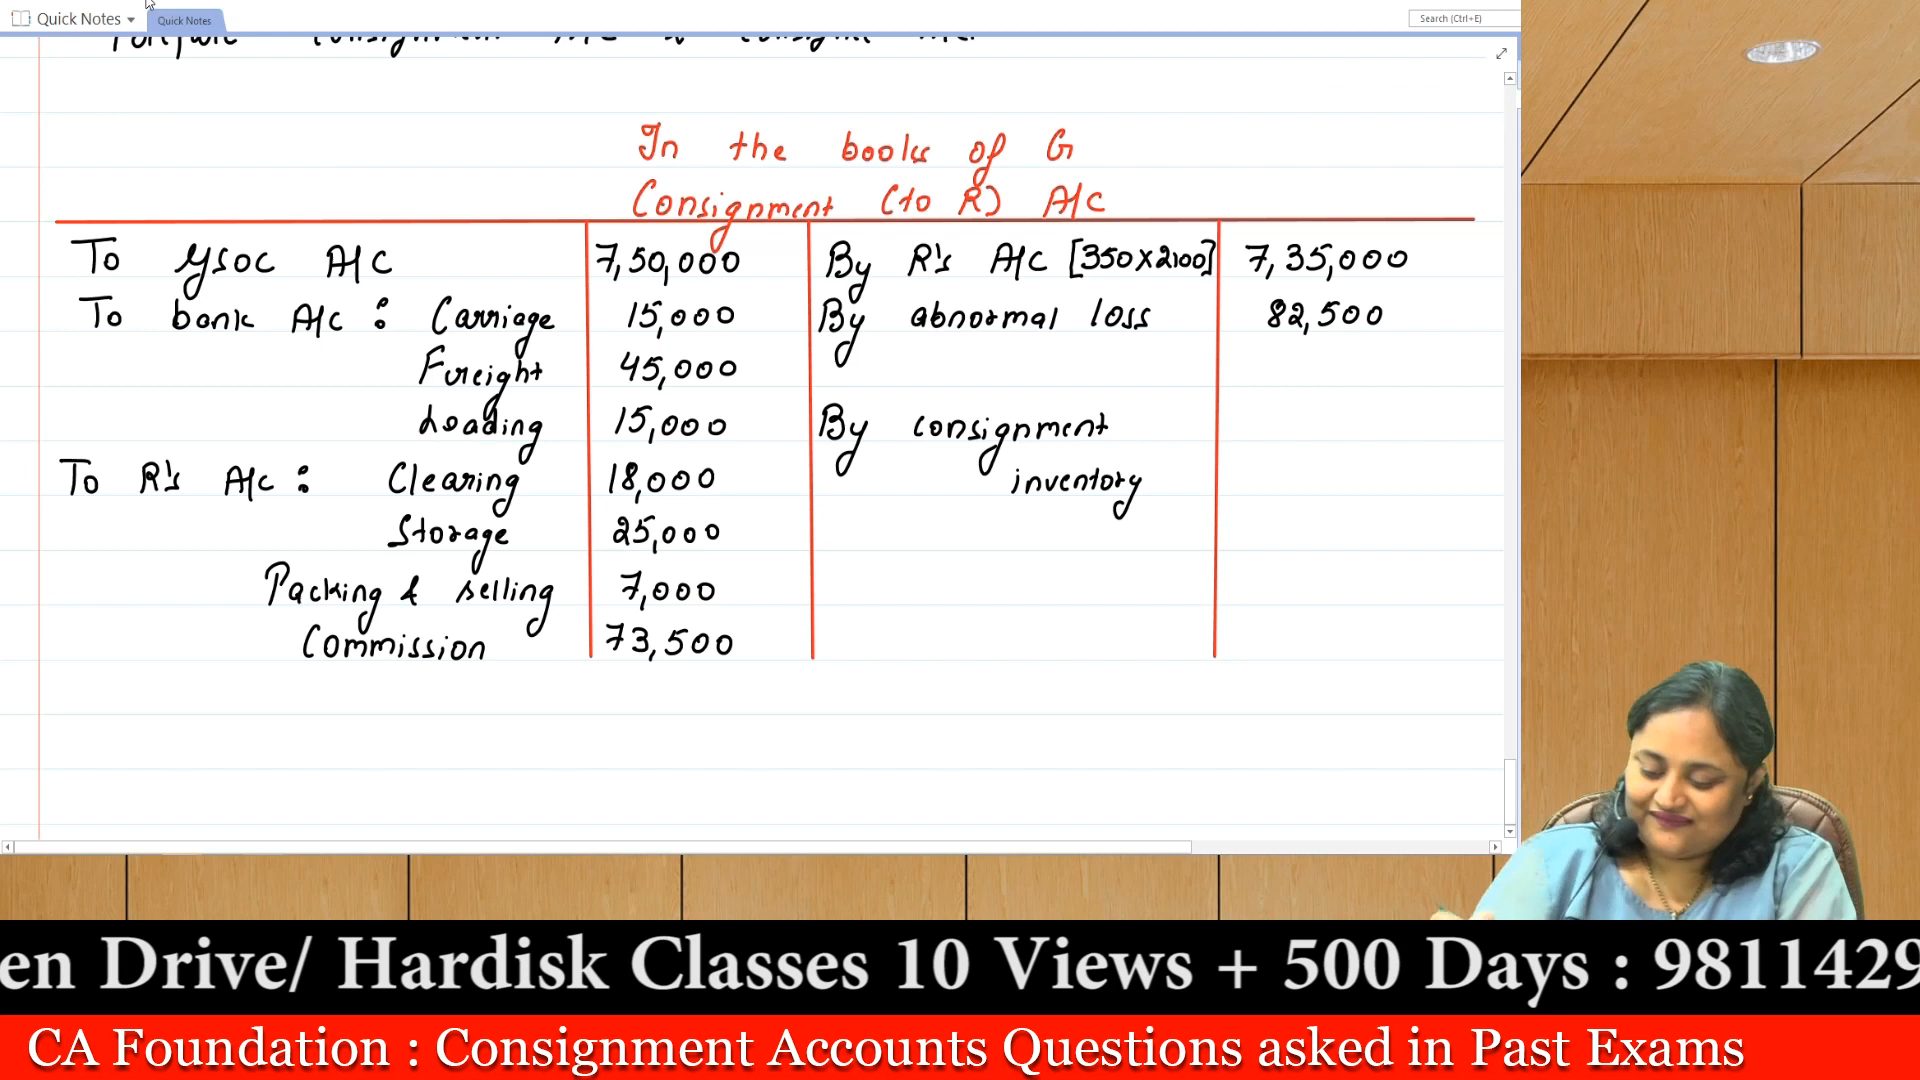 Quick Notes
Quick Notes
Search (Ctrl+E)
In the books of G
Consignment (to R) A/C
To GSOC A/C 7,50,000 By R's A/C [350x2100] 7,35,000
To bank A/C : Carriage 15,000 By abnormal loss 82,500
Freight 45,000
Loading 15,000 By consignment
To R's A/C : Clearing 18,000 inventory
Storage 25,000
Packing & selling 7,000
Commission 73,500
en Drive/ Hardisk Classes 10 Views + 500 Days : 9811429
CA Foundation : Consignment Accounts Questions asked in Past Exams